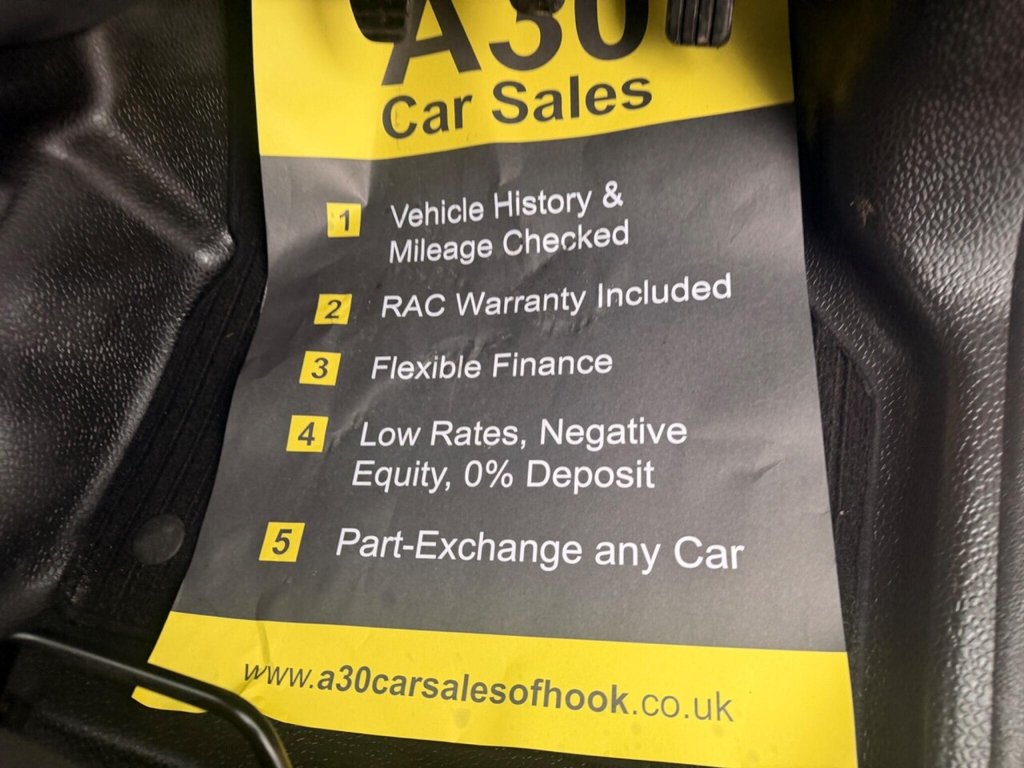 A30
Car Sales
1 Vehicle History &
Mileage Checked
2 RAC Warranty Included
3 Flexible Finance
4 Low Rates, Negative
Equity, 0% Deposit
5 Part-Exchange any Car
www.a30carsalesofhook.co.uk